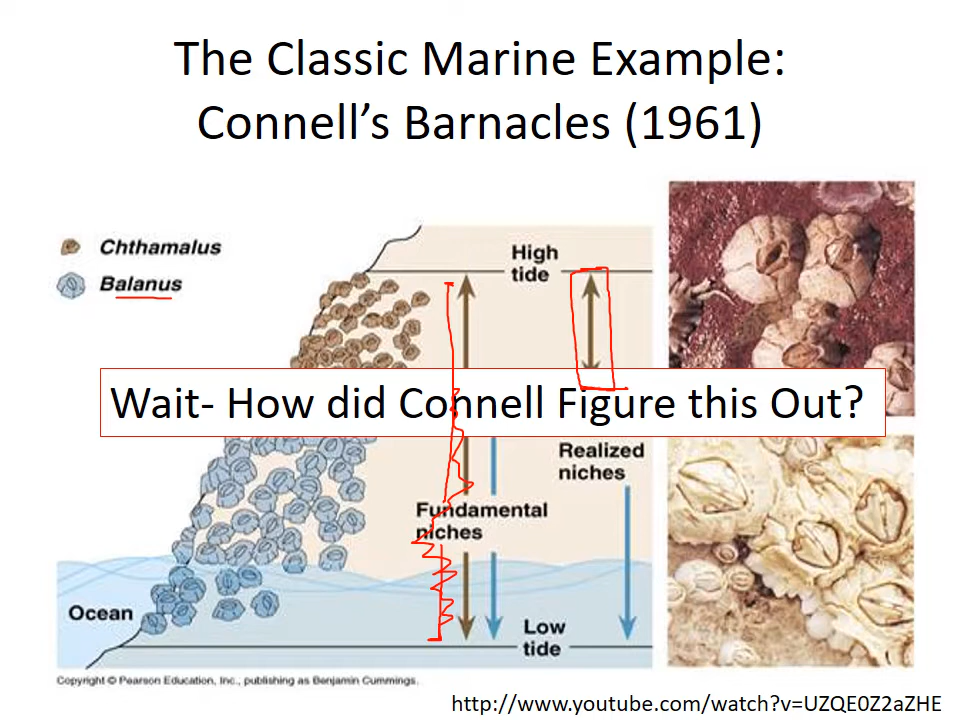 The Classic Marine Example:
Connell's Barnacles (1961)
Chthamalus
Balanus
High
tide
Wait- How did Connell Figure this Out?
Realized
niches
Fundamental
niches
Ocean
Low
tide
Copyright © Pearson Education, Inc., publishing as Benjamin Cummings.
http://www.youtube.com/watch?v=UZQE0Z2aZHE